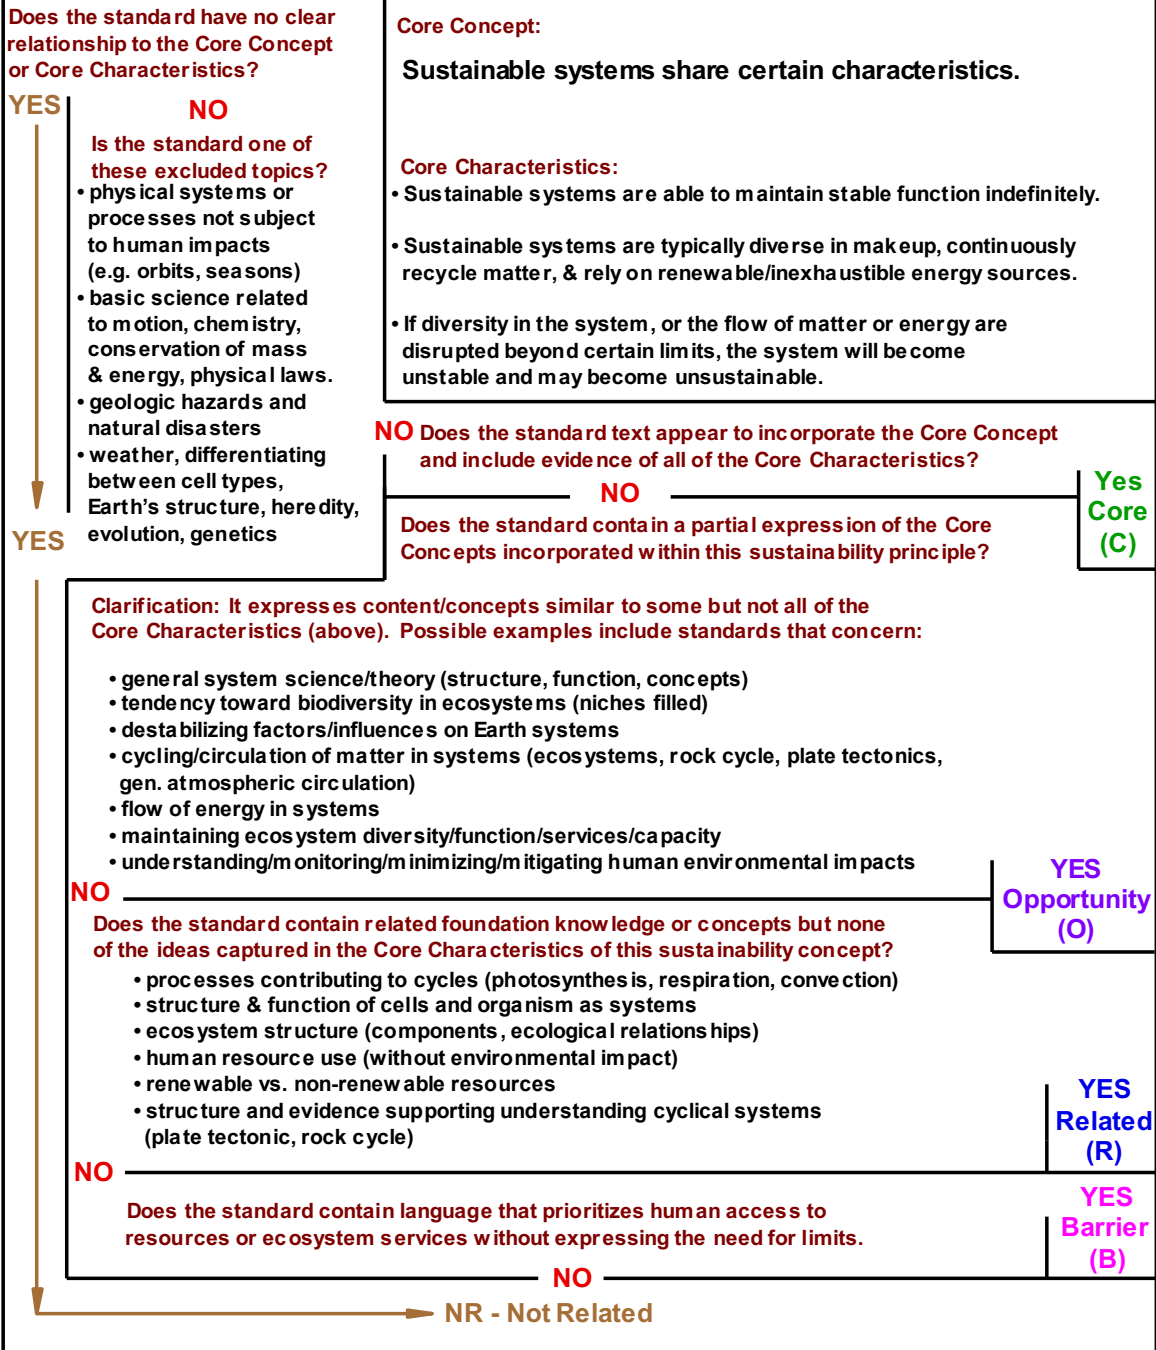 Does the standard have no clear
relationship to the Core Concept
or Core Characteristics?
YES
NO
Is the standard one of
these excluded topics?
• physical systems or
processes not subject
to human impacts
(e.g. orbits, seasons)
• basic science related
to motion, chemistry,
conservation of mass
& energy, physical laws.
• geologic hazards and
natural disasters
• weather, differentiating
between cell types,
Earth's structure, heredity,
evolution, genetics
YES
Core Concept:
Sustainable systems share certain characteristics.
Core Characteristics:
• Sustainable systems are able to maintain stable function indefinitely.
• Sustainable systems are typically diverse in makeup, continuously
recycle matter, & rely on renewable/inexhaustible energy sources.
• If diversity in the system, or the flow of matter or energy are
disrupted beyond certain limits, the system will become
unstable and may become unsustainable.
NO Does the standard text appear to incorporate the Core Concept
and include evidence of all of the Core Characteristics?
Yes
Core
(C)
NO
Does the standard contain a partial expression of the Core
Concepts incorporated within this sustainability principle?
Clarification: It expresses content/concepts similar to some but not all of the
Core Characteristics (above). Possible examples include standards that concern:
• general system science/theory (structure, function, concepts)
• tendency toward biodiversity in ecosystems (niches filled)
• destabilizing factors/influences on Earth systems
• cycling/circulation of matter in systems (ecosystems, rock cycle, plate tectonics,
gen. atmospheric circulation)
• flow of energy in systems
• maintaining ecosystem diversity/function/services/capacity
• understanding/monitoring/minimizing/mitigating human environmental impacts
YES
Opportunity
(O)
NO
Does the standard contain related foundation knowledge or concepts but none
of the ideas captured in the Core Characteristics of this sustainability concept?
• processes contributing to cycles (photosynthesis, respiration, convection)
• structure & function of cells and organism as systems
• ecosystem structure (components, ecological relationships)
• human resource use (without environmental impact)
• renewable vs. non-renewable resources
• structure and evidence supporting understanding cyclical systems
(plate tectonic, rock cycle)
YES
Related
(R)
NO
Does the standard contain language that prioritizes human access to
resources or ecosystem services without expressing the need for limits.
YES
Barrier
(B)
NO
NR - Not Related